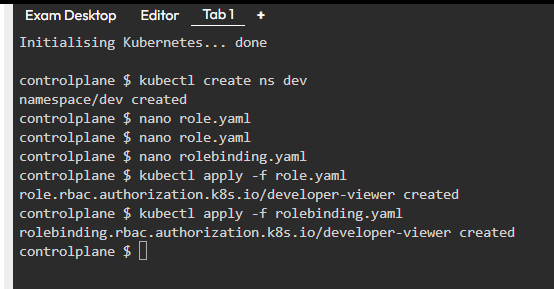 Exam Desktop Editor Tab 1 +
Initialising Kubernetes... done
controlplane $ kubectl create ns dev
namespace/dev created
controlplane $ nano role.yaml
controlplane $ nano role.yaml
controlplane $ nano rolebinding.yaml
controlplane $ kubectl apply -f role.yaml
role.rbac.authorization.k8s.io/developer-viewer created
controlplane $ kubectl apply -f rolebinding.yaml
rolebinding.rbac.authorization.k8s.io/developer-viewer created
controlplane $